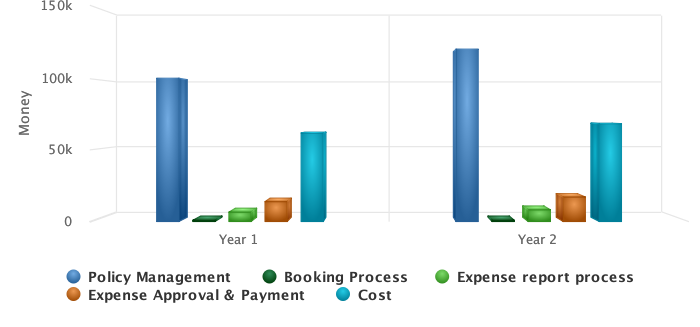 150k
100k
50k
0
Money
Year 1
Year 2
Policy Management
Booking Process
Expense report process
Expense Approval & Payment
Cost